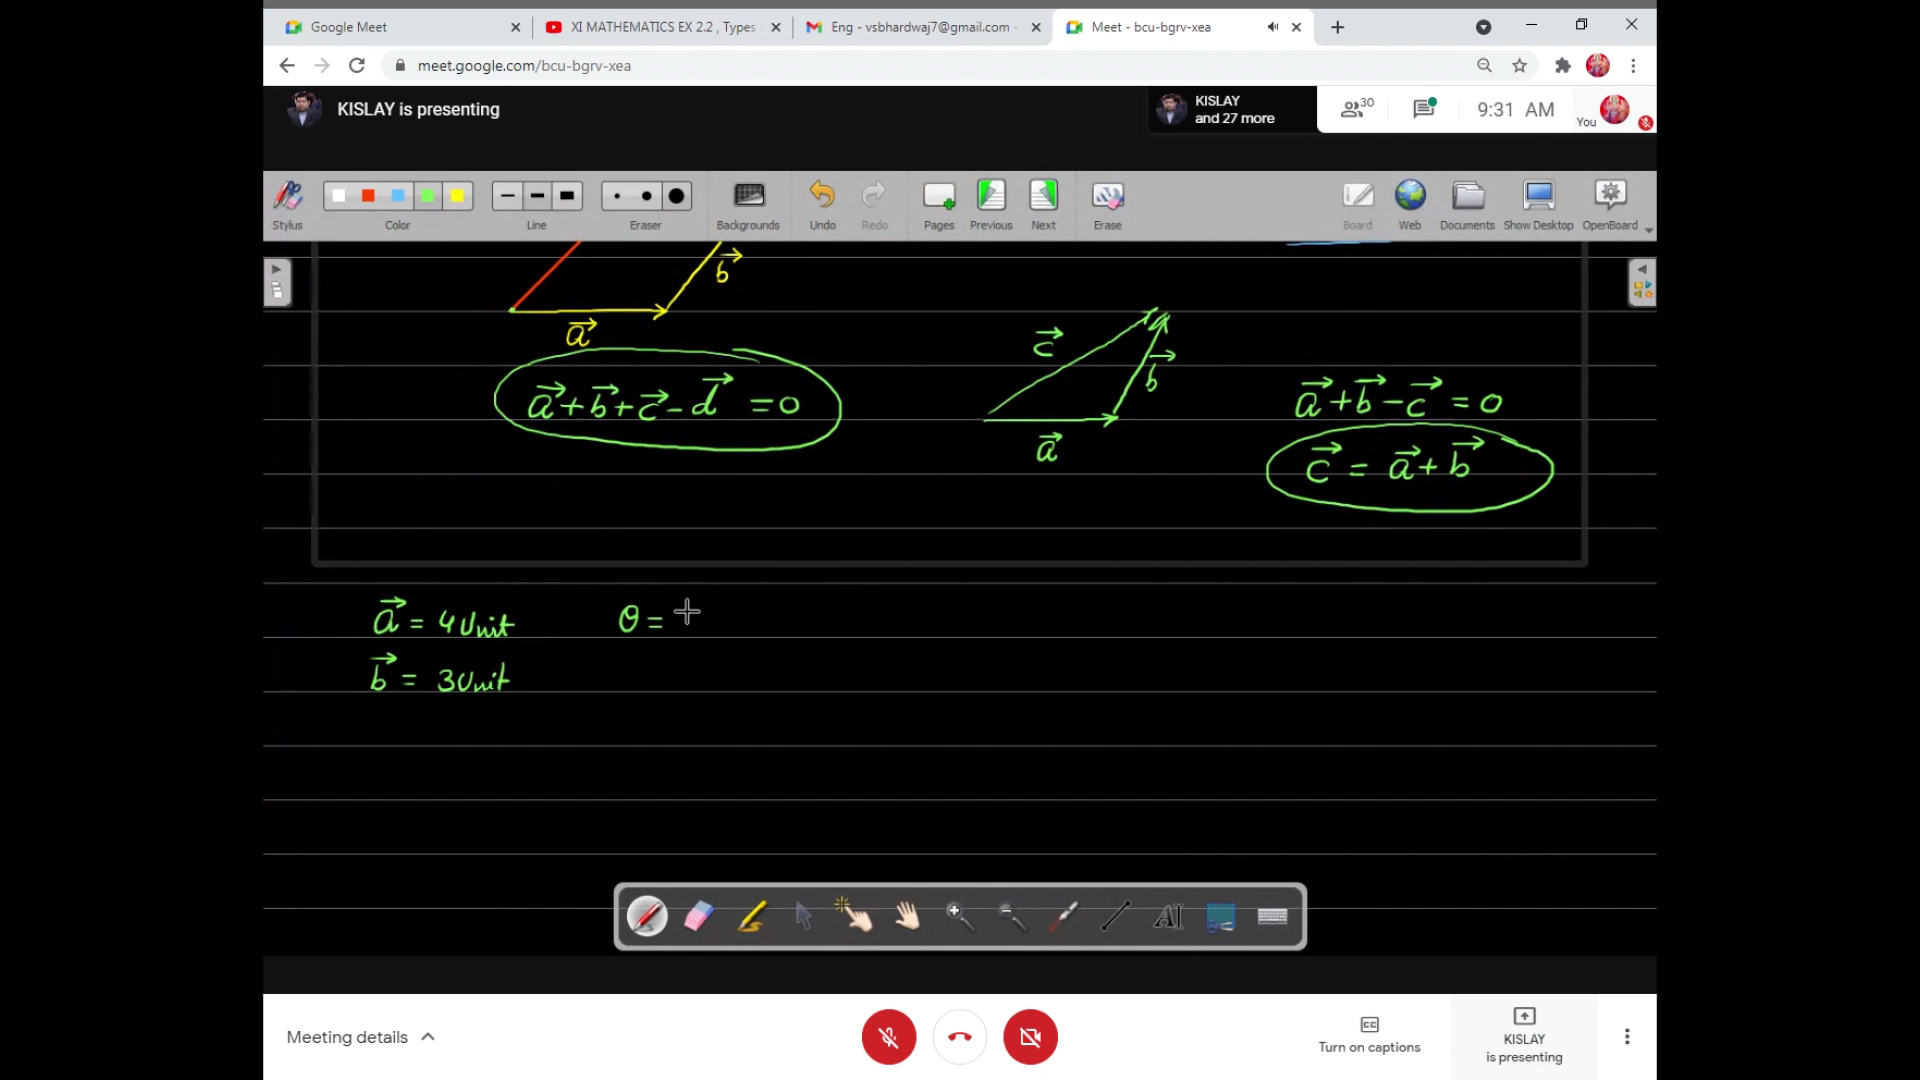 Google Meet
XI MATHEMATICS EX 2.2 , Types
Eng - vsbhardwaj7@gmail.com -
Meet - bcu-bgrv-xea
meet.google.com/bcu-bgrv-xea
KISLAY is presenting
KISLAY
and 27 more
30
9:31 AM
You
Stylus
Color
Line
Eraser
Backgrounds
Undo
Redo
Pages
Previous
Next
Erase
Board
Web
Documents
Show Desktop
OpenBoard
b⃗
a⃗
a⃗+b⃗+c⃗-d⃗ =0
c⃗
b⃗
a⃗
a⃗+b⃗-c⃗ = 0
c⃗ = a⃗+b⃗
a⃗ = 4Unit
θ =
b⃗ = 3Unit
AI
Meeting details
CC
Turn on captions
KISLAY
is presenting